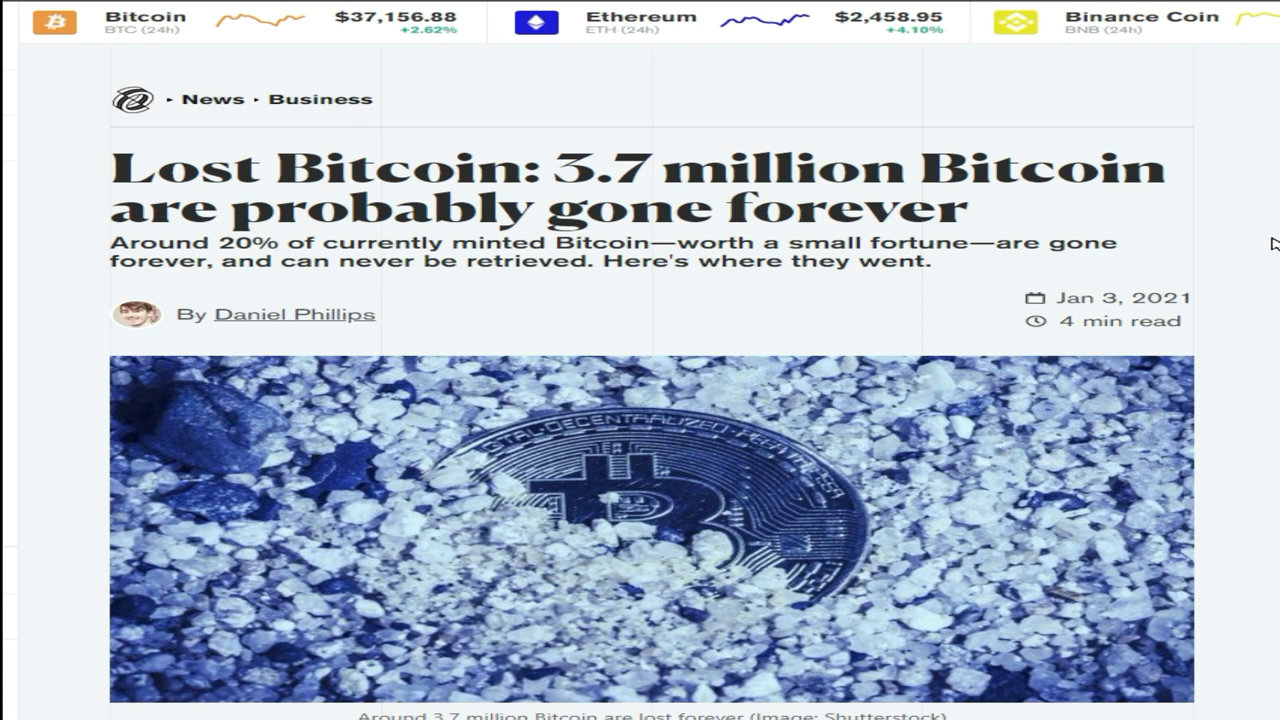 Bitcoin $37,156.88 Ethereum $2,458.95 Binance Coin
BTC (24h) +2.62% ETH (24h) +4.10% BNB (24h)
News ‣ Business
Lost Bitcoin: 3.7 million Bitcoin
are probably gone forever
Around 20% of currently minted Bitcoin—worth a small fortune—are gone
forever, and can never be retrieved. Here's where they went.
Jan 3, 2021
By Daniel Phillips
4 min read
DECENTRALIZED
Around 3.7 million Bitcoin are lost forever (Image: Shutterstock)